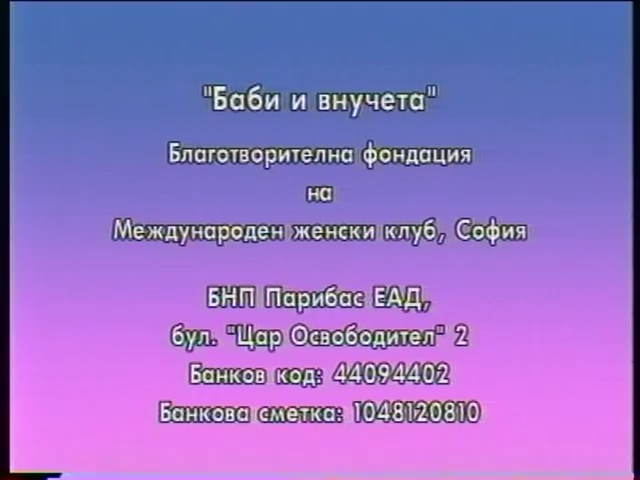 "Баби и внучета"
Благотворителна фондация
на
Международен женски клуб, София
БНП Парибас ЕАД,
бул. "Цар Освободител" 2
Банков код: 44094402
Банкова сметка: 1048120810